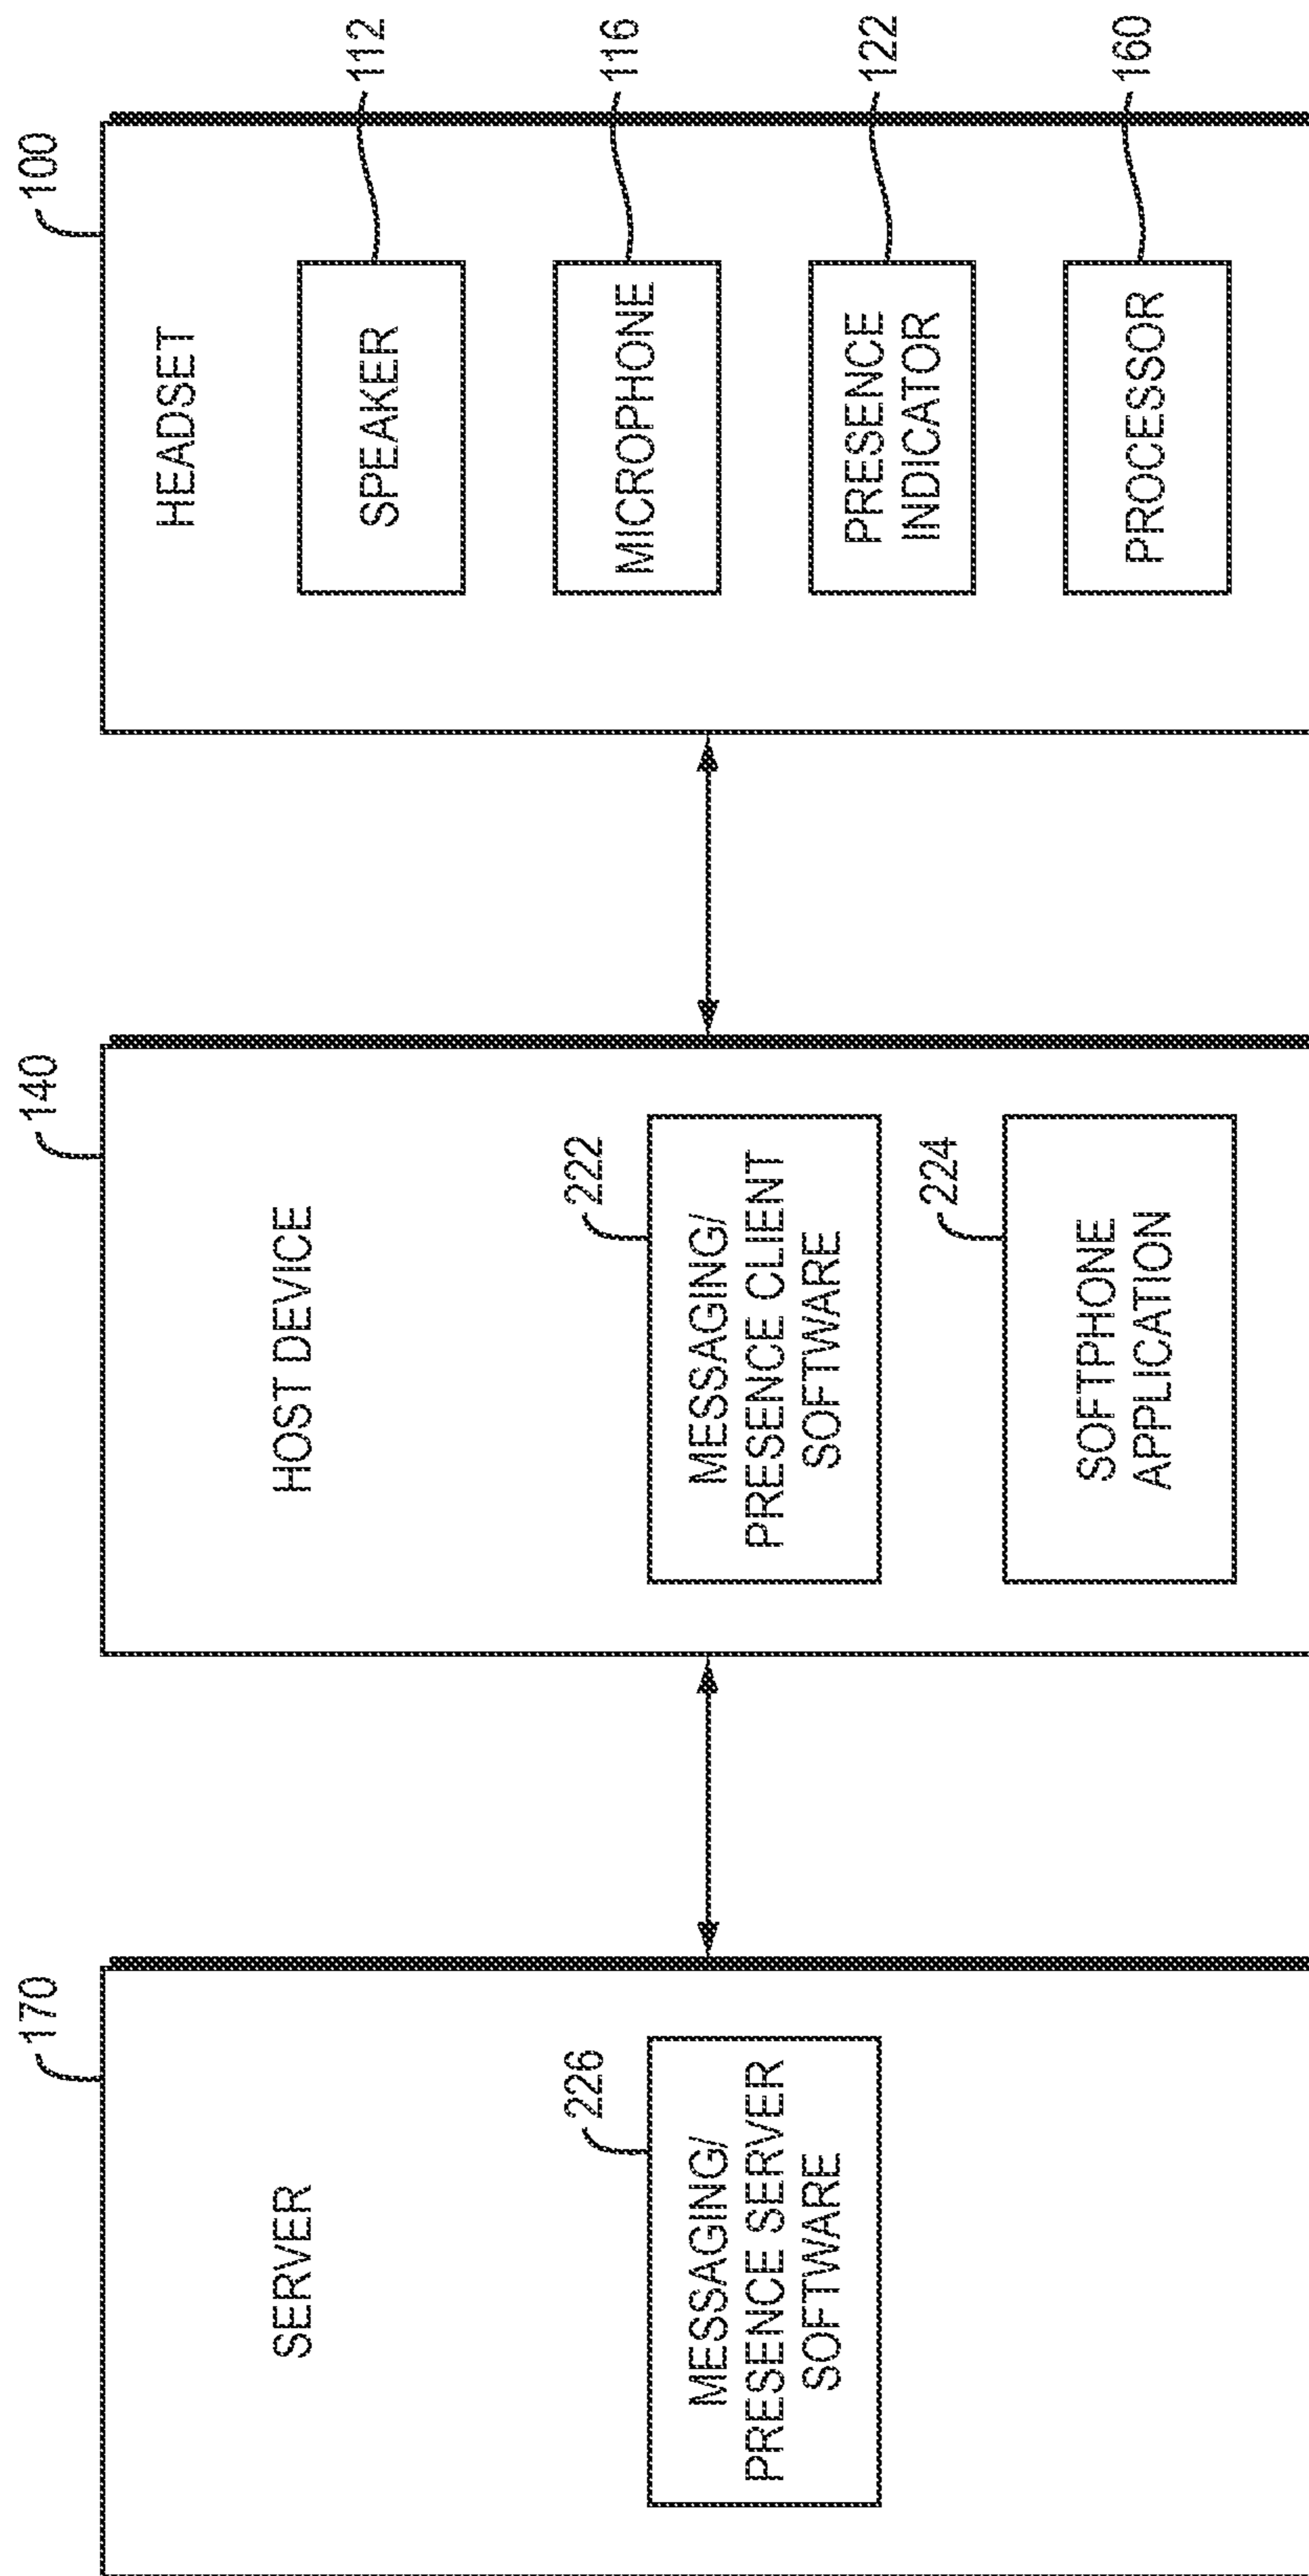 170
SERVER
226
MESSAGING/
PRESENCE SERVER
SOFTWARE
140
HOST DEVICE
222
MESSAGING/
PRESENCE CLIENT
SOFTWARE
224
SOFTPHONE
APPLICATION
100
HEADSET
SPEAKER
112
MICROPHONE
116
PRESENCE
INDICATOR
122
PROCESSOR
160